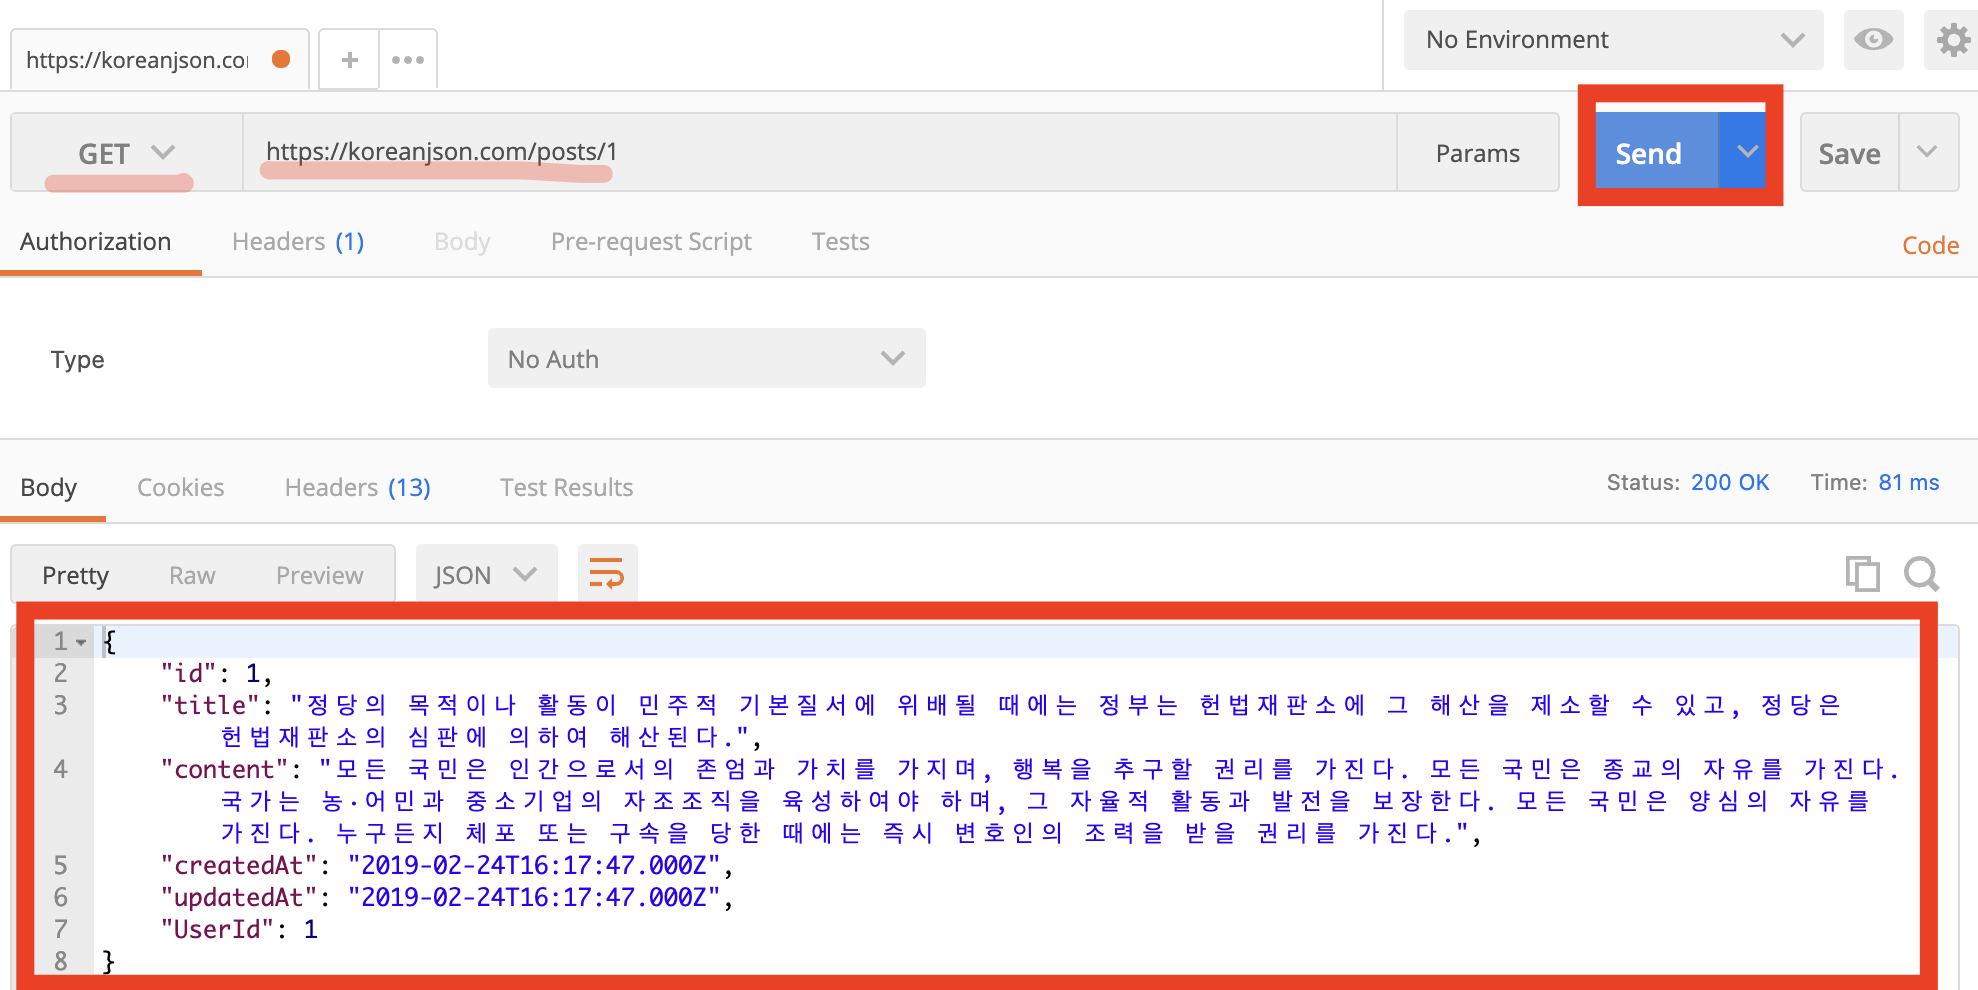 https://koreanjson.co
No Environment
GET https://koreanjson.com/posts/1 Params Send Save
Authorization Headers (1) Body Pre-request Script Tests Code
Type No Auth
Body Cookies Headers (13) Test Results Status: 200 OK Time: 81 ms
Pretty Raw Preview JSON
1 {
2 "id": 1,
3 "title": "정당의 목적이나 활동이 민주적 기본질서에 위배될 때에는 정부는 헌법재판소에 그 해산을 제소할 수 있고, 정당은
헌법재판소의 심판에 의하여 해산된다.",
4 "content": "모든 국민은 인간으로서의 존엄과 가치를 가지며, 행복을 추구할 권리를 가진다. 모든 국민은 종교의 자유를 가진다.
국가는 농·어민과 중소기업의 자조조직을 육성하여야 하며, 그 자율적 활동과 발전을 보장한다. 모든 국민은 양심의 자유를
가진다. 누구든지 체포 또는 구속을 당한 때에는 즉시 변호인의 조력을 받을 권리를 가진다.",
5 "createdAt": "2019-02-24T16:17:47.000Z",
6 "updatedAt": "2019-02-24T16:17:47.000Z",
7 "UserId": 1
8 }